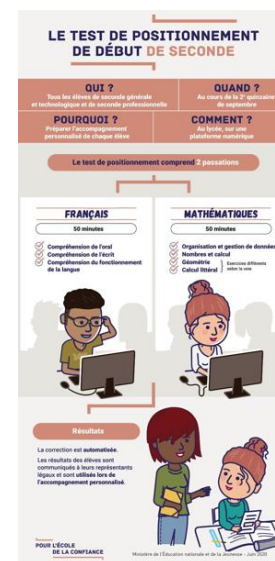 LE TEST DE POSITIONNEMENT
DE DÉBUT DE SECONDE
QUI ?
Tous les élèves de seconde générale
et technologique et de seconde professionnelle
QUAND ?
Au cours de la 2e quinzaine
de septembre
POURQUOI ?
Préparer l'accompagnement
personnalisé de chaque élève
COMMENT ?
Au lycée, sur une
plateforme numérique
Le test de positionnement comprend 2 passations
FRANÇAIS
50 minutes
Compréhension de l'oral
Compréhension de l'écrit
Compréhension du fonctionnement
de la langue
MATHÉMATIQUES
50 minutes
Organisation et gestion de données
Nombres et calcul
Géométrie
Calcul littéral
Exercices différents
selon la voie
Résultats
La correction est automatisée.
Les résultats des élèves sont
communiqués à leurs représentants
légaux et sont utilisés lors de
l'accompagnement personnalisé.
POUR L'ÉCOLE
DE LA CONFIANCE
Ministère de l'Éducation nationale et de la Jeunesse - Juin 2020